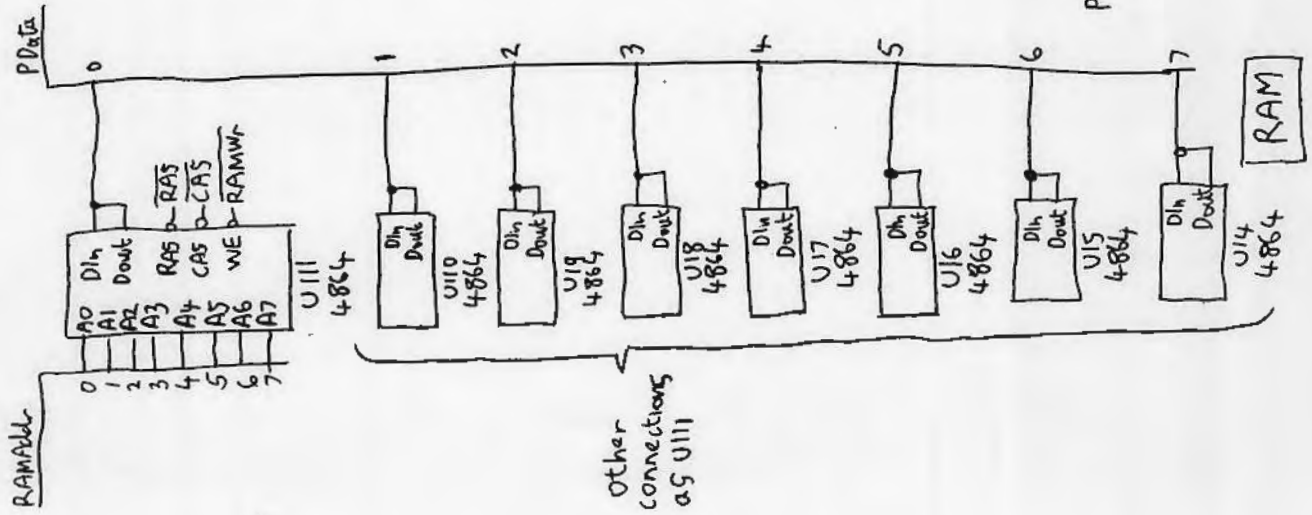 RAMAddr
0
1
2
3
4
5
6
7
A0
A1
A2
A3
A4
A5
A6
A7
DIn
Dout
RAS
CAS
WE
RAS
CAS
RAMWr
U111
4864
PData
0
1
2
3
4
5
6
7
DIn
Dout
U110
4864
DIn
Dout
U19
4864
DIn
Dout
U18
4864
DIn
Dout
U17
4864
DIn
Dout
U16
4864
DIn
Dout
U15
4864
DIn
Dout
U14
4864
Other
connections
as U111
RAM
P